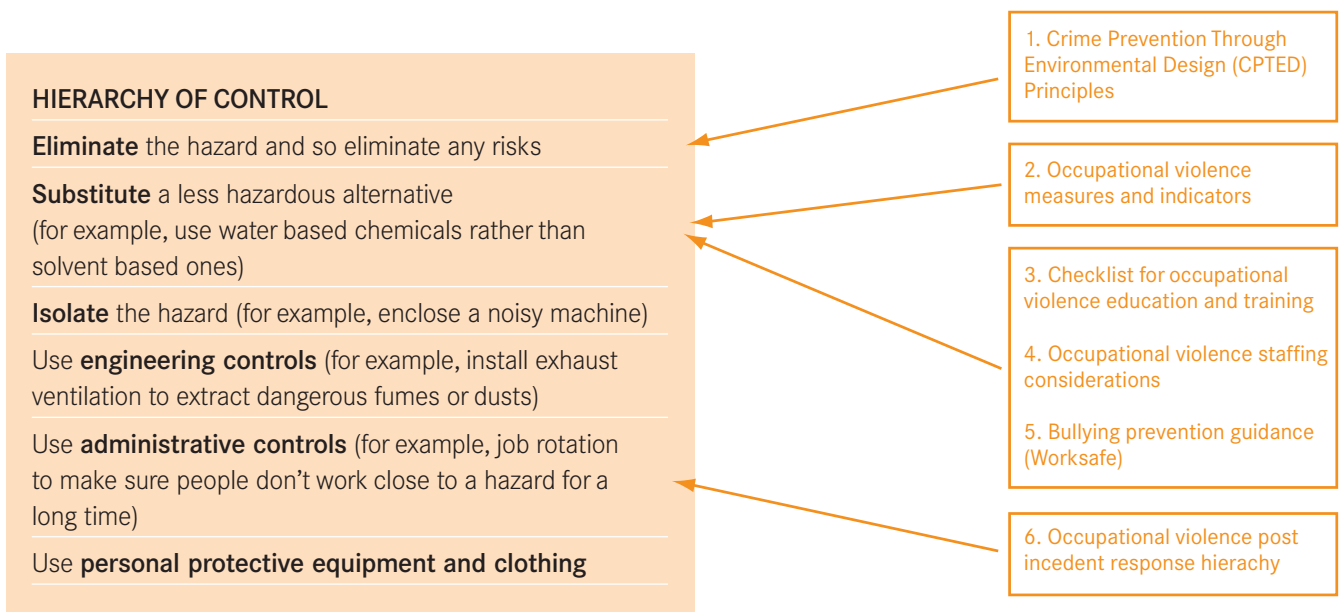 HIERARCHY OF CONTROL
Eliminate the hazard and so eliminate any risks
Substitute a less hazardous alternative
(for example, use water based chemicals rather than
solvent based ones)
Isolate the hazard (for example, enclose a noisy machine)
Use engineering controls (for example, install exhaust
ventilation to extract dangerous fumes or dusts)
Use administrative controls (for example, job rotation
to make sure people don't work close to a hazard for a
long time)
Use personal protective equipment and clothing
1. Crime Prevention Through
Environmental Design (CPTED)
Principles
2. Occupational violence
measures and indicators
3. Checklist for occupational
violence education and training
4. Occupational violence staffing
considerations
5. Bullying prevention guidance
(Worksafe)
6. Occupational violence post
incedent response hierachy